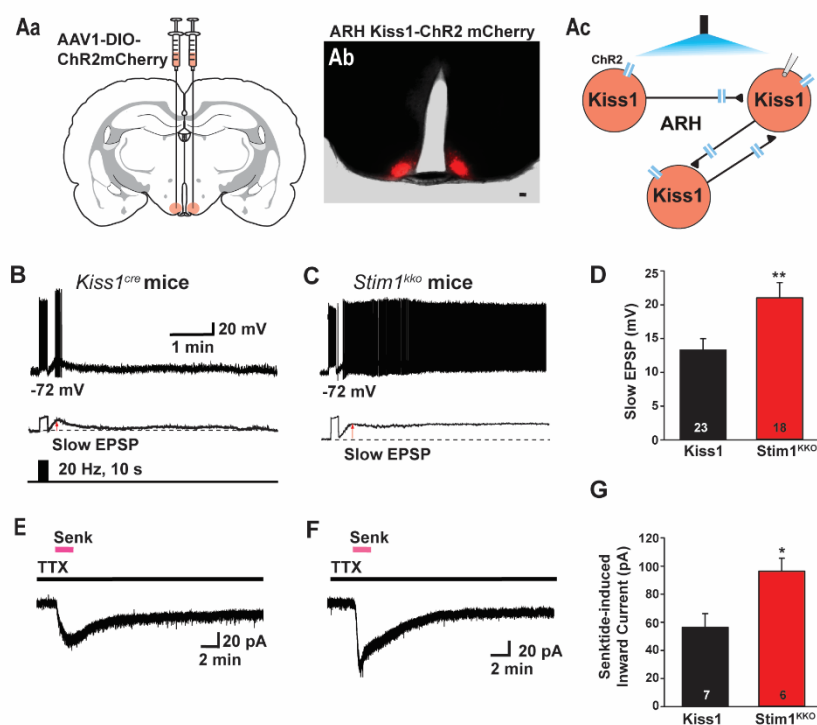 Aa
AAV1-DIO-
ChR2mCherry
ARH Kiss1-ChR2 mCherry
Ab
Ac
ChR2
Kiss1
Kiss1
ARH
Kiss1
B
Kiss1cre mice
20 mV
1 min
-72 mV
Slow EPSP
20 Hz, 10 s
C
Stim1kko mice
-72 mV
Slow EPSP
D
Slow EPSP (mV)
25
20
15
10
5
0
**
23
18
Kiss1
Stim1KKO
E
Senk
TTX
20 pA
2 min
F
Senk
TTX
20 pA
2 min
G
Senktide-induced
Inward Current (pA)
120
100
80
60
40
20
0
*
7
6
Kiss1
Stim1KKO